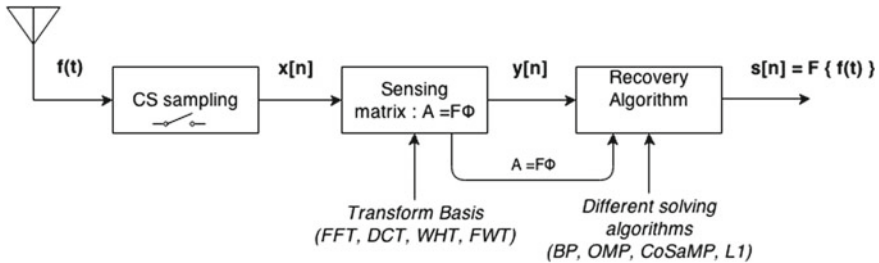 f(t)
CS sampling
x[n]
Sensing
matrix : A =FΦ
y[n]
Recovery
Algorithm
s[n] = F { f(t) }
A =FΦ
Transform Basis
(FFT, DCT, WHT, FWT)
Different solving
algorithms
(BP, OMP, CoSaMP, L1)